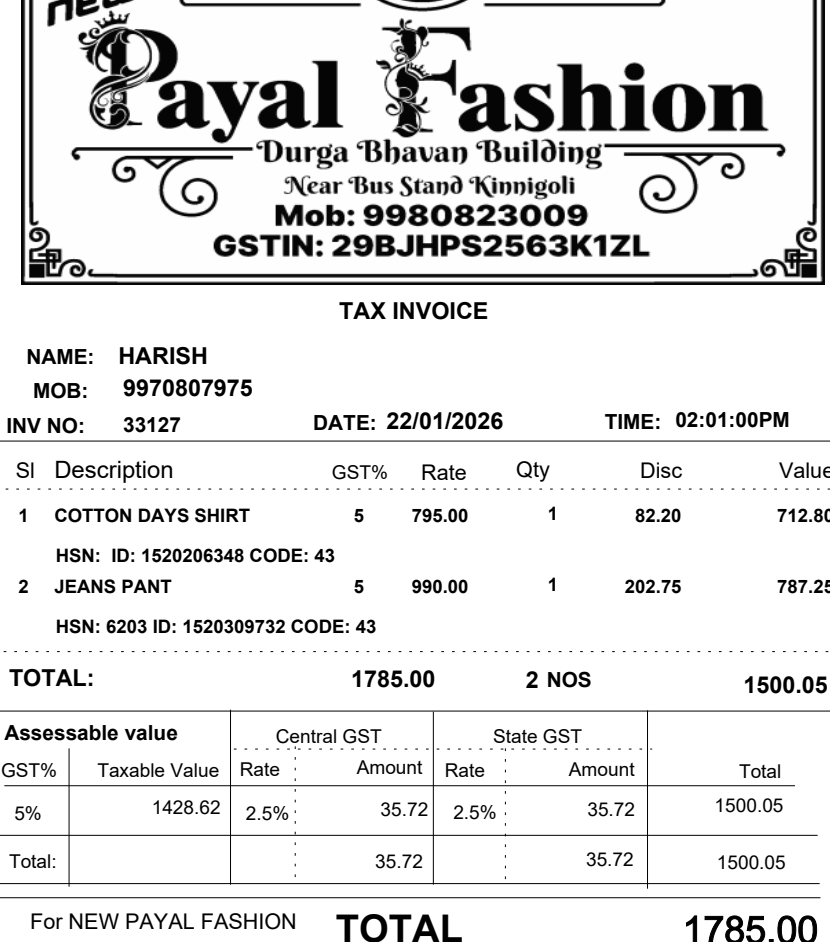 new
Payal Fashion
Durga Bhavan Building
Near Bus Stand Kinnigoli
Mob: 9980823009
GSTIN: 29BJHPS2563K1ZL
TAX INVOICE
NAME: HARISH
MOB: 9970807975
INV NO: 33127 DATE: 22/01/2026 TIME: 02:01:00PM
Sl Description GST% Rate Qty Disc Value
1 COTTON DAYS SHIRT 5 795.00 1 82.20 712.80
HSN: ID: 1520206348 CODE: 43
2 JEANS PANT 5 990.00 1 202.75 787.25
HSN: 6203 ID: 1520309732 CODE: 43
TOTAL: 1785.00 2 NOS 1500.05
Assessable value Central GST State GST
GST% Taxable Value Rate Amount Rate Amount Total
5% 1428.62 2.5% 35.72 2.5% 35.72 1500.05
Total: 35.72 35.72 1500.05
For NEW PAYAL FASHION TOTAL 1785.00